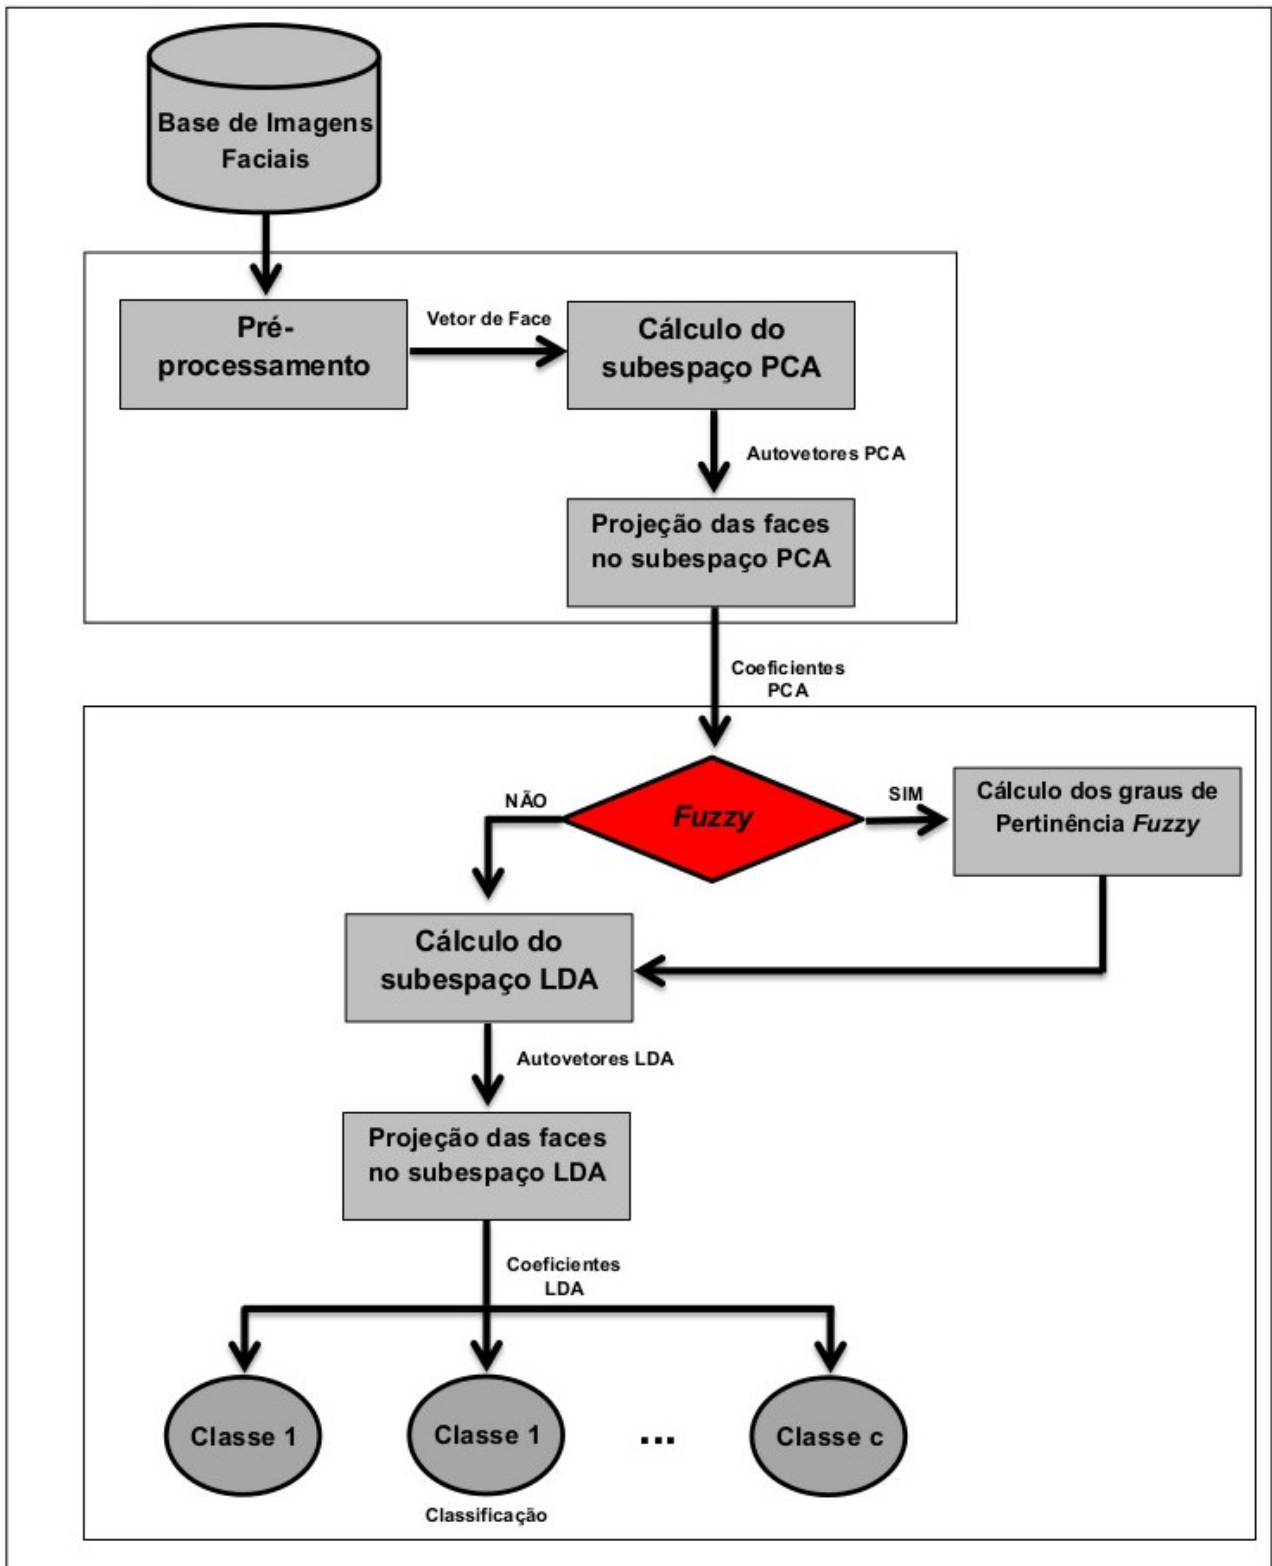 Base de Imagens
Faciais
Pré-
processamento
Vetor de Face
Cálculo do
subespaço PCA
Autovetores PCA
Projeção das faces
no subespaço PCA
Coeficientes
PCA
NÃO
Fuzzy
SIM
Cálculo dos graus de
Pertinência Fuzzy
Cálculo do
subespaço LDA
Autovetores LDA
Projeção das faces
no subespaço LDA
Coeficientes
LDA
Classe 1
Classe 1
...
Classe c
Classificação